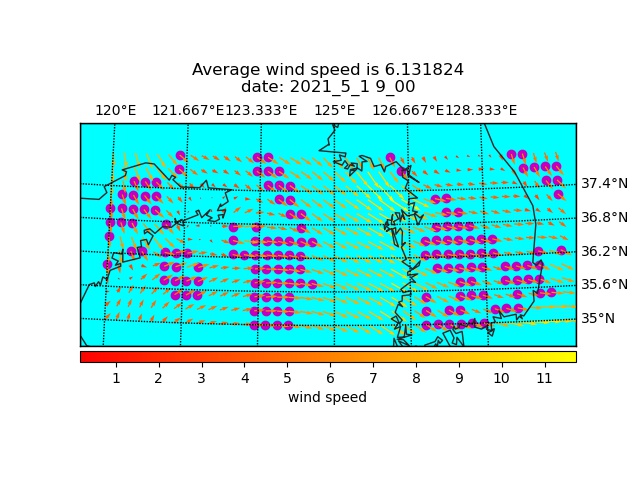 Average wind speed is 6.131824
date: 2021_5_1 9_00
120°E 121.667°E 123.333°E 125°E 126.667°E 128.333°E
37.4°N
36.8°N
36.2°N
35.6°N
35°N
1 2 3 4 5 6 7 8 9 10 11
wind speed